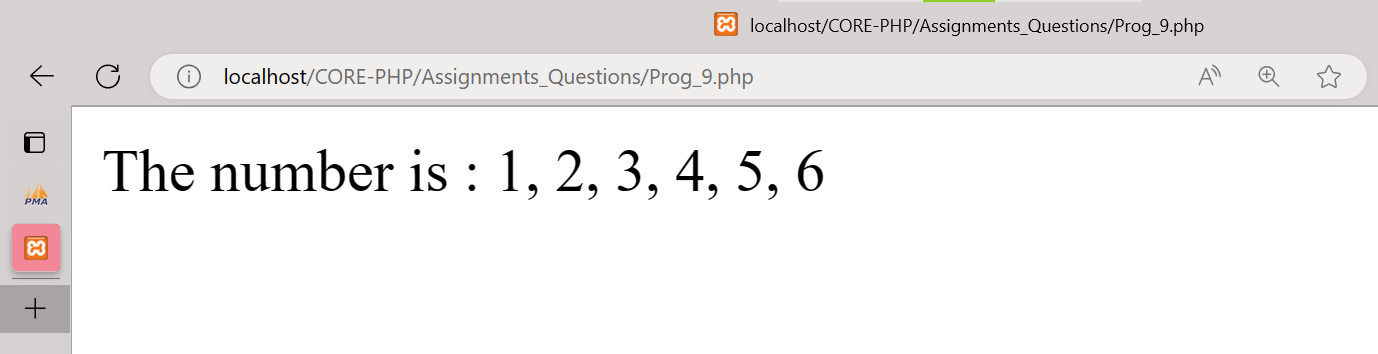 localhost/CORE-PHP/Assignments_Questions/Prog_9.php
localhost/CORE-PHP/Assignments_Questions/Prog_9.php
PMA
The number is : 1, 2, 3, 4, 5, 6